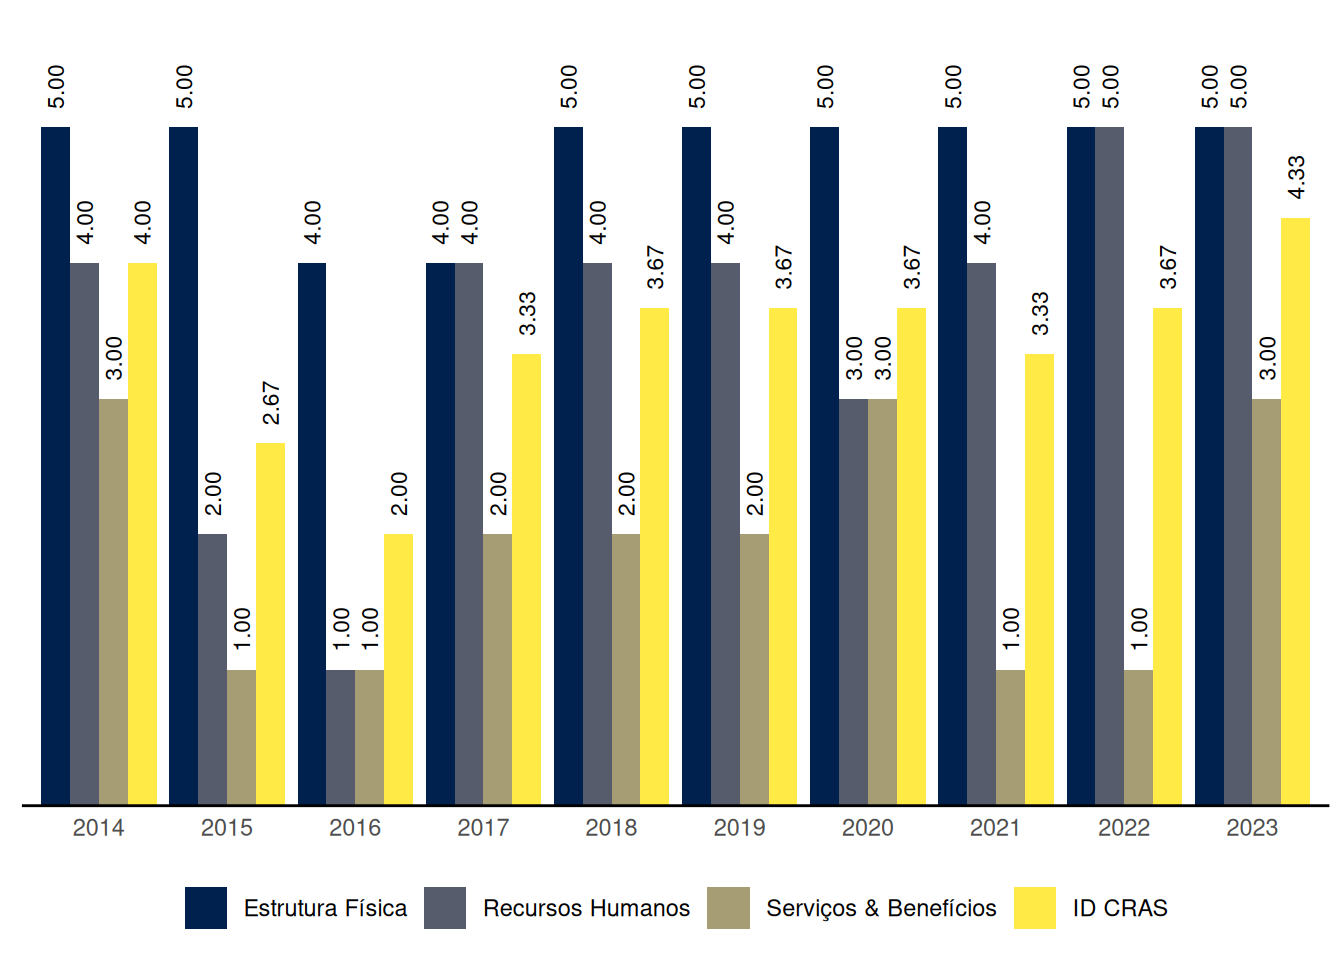 5.00 5.00 5.00 5.00 5.00 5.00 5.00 5.00 5.00 5.00
4.33
4.00 4.00 4.00 4.00 4.00 4.00 4.00 4.00
3.67 3.67 3.67 3.67
3.33 3.33
3.00 3.00 3.00 3.00
2.67
2.00 2.00 2.00 2.00 2.00
1.00 1.00 1.00 1.00 1.00
2014 2015 2016 2017 2018 2019 2020 2021 2022 2023
Estrutura Física Recursos Humanos Serviços & Benefícios ID CRAS